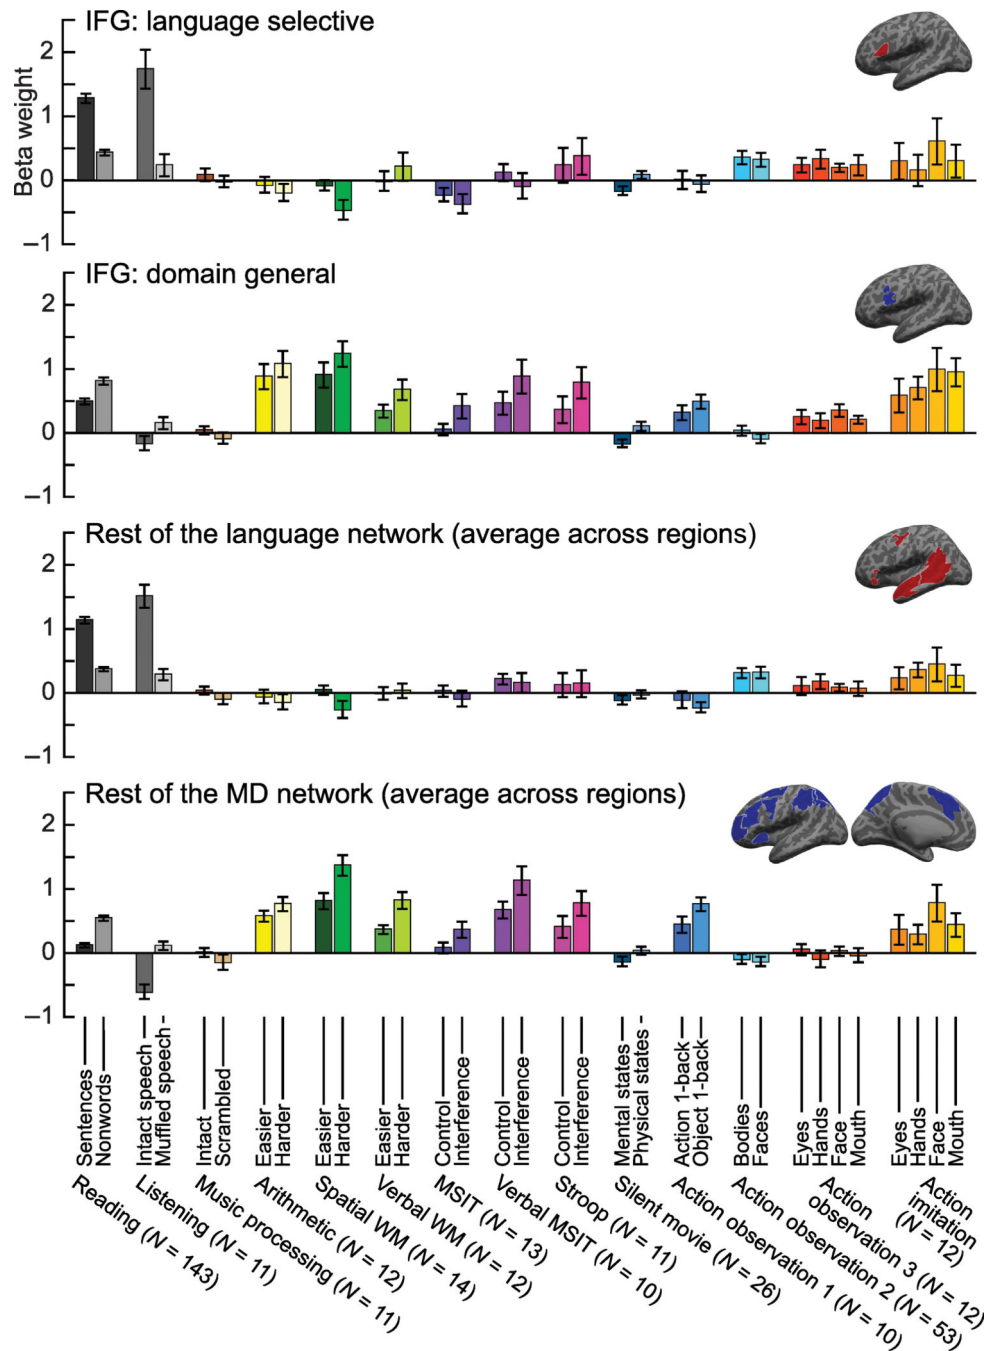 IFG: language selective
Beta weight
2
1
0
–1
IFG: domain general
2
1
0
–1
Rest of the language network (average across regions)
2
1
0
–1
Rest of the MD network (average across regions)
2
1
0
–1
Sentences
Nonwords
Intact speech
Muffled speech
Intact
Scrambled
Easier
Harder
Easier
Harder
Easier
Harder
Control
Interference
Control
Interference
Control
Interference
Mental states
Physical states
Action 1-back
Object 1-back
Bodies
Faces
Eyes
Hands
Face
Mouth
Eyes
Hands
Face
Mouth
Reading (N = 143)
Listening (N = 11)
Music processing (N = 11)
Arithmetic (N = 12)
Spatial WM (N = 14)
Verbal WM (N = 12)
MSIT (N = 13)
Verbal MSIT (N = 10)
Stroop (N = 11)
Silent movie (N = 26)
Action observation 1 (N = 10)
Action observation 2 (N = 53)
Action
observation 3 (N = 12)
Action
imitation
(N = 12)